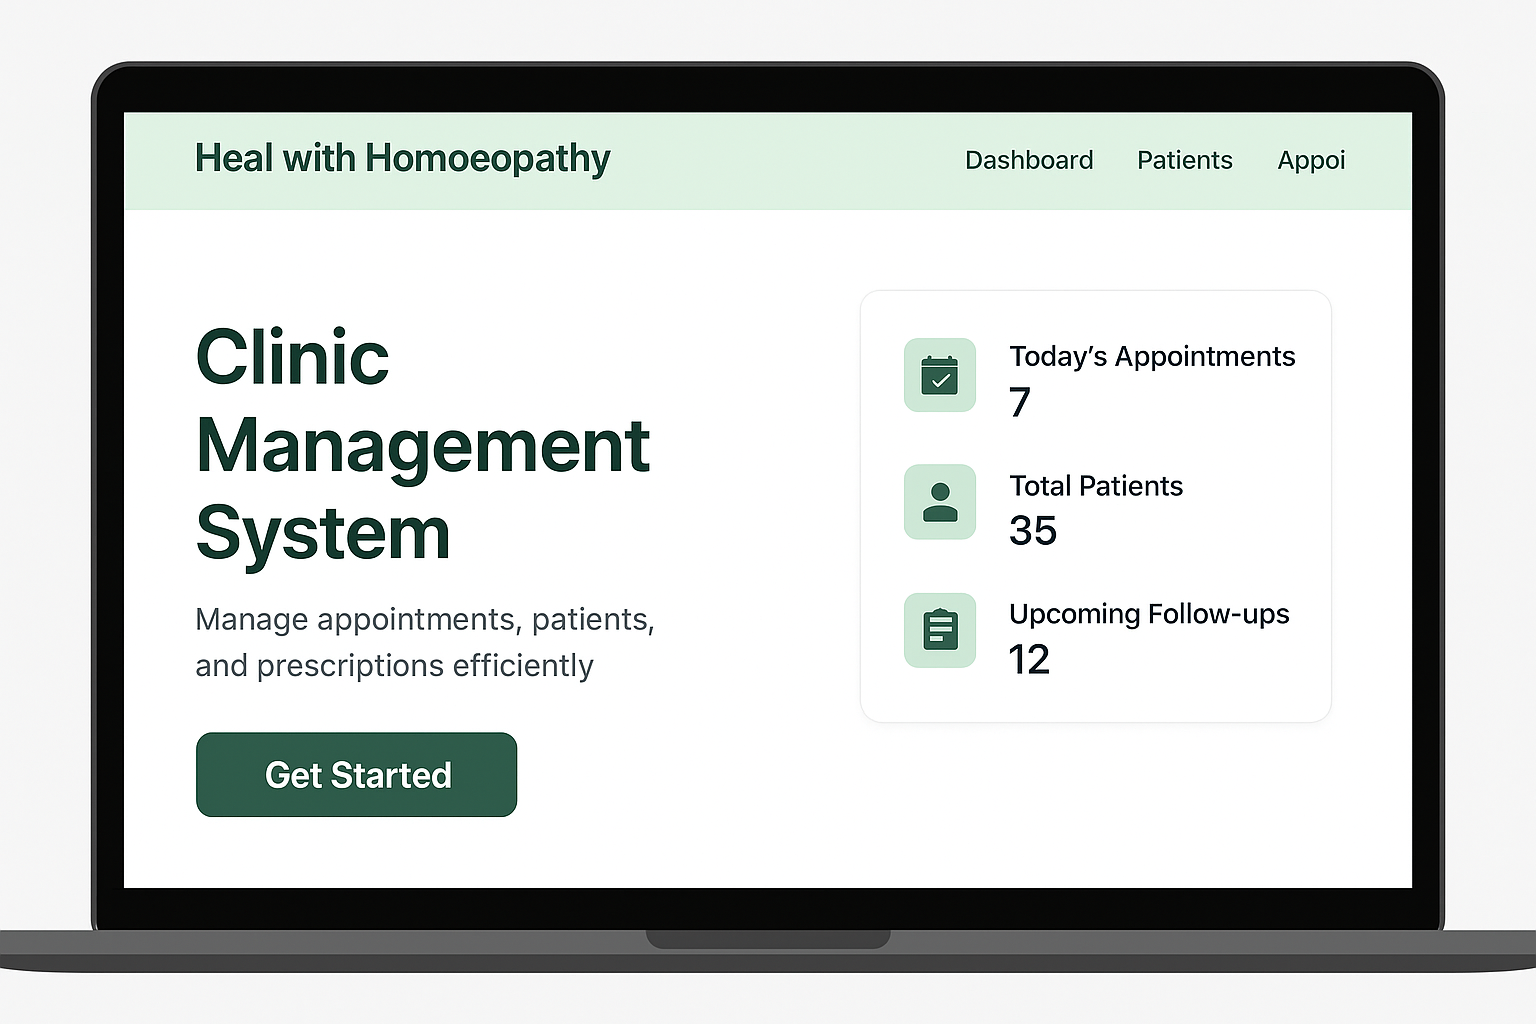 Heal with Homoeopathy
Dashboard Patients Appoi
Clinic
Management
System
Manage appointments, patients,
and prescriptions efficiently
Get Started
Today’s Appointments
7
Total Patients
35
Upcoming Follow-ups
12